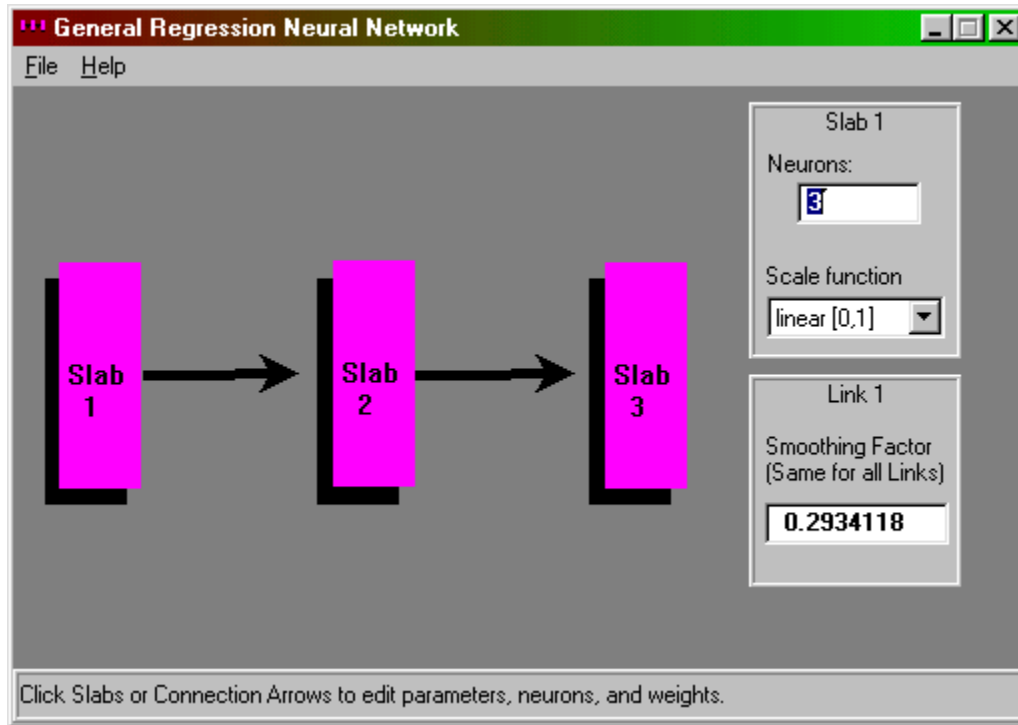 General Regression Neural Network
File Help
Slab 1
Neurons:
3
Scale function
linear [0,1]
Slab
1
Slab
2
Slab
3
Link 1
Smoothing Factor
(Same for all Links)
0.2934118
Click Slabs or Connection Arrows to edit parameters, neurons, and weights.